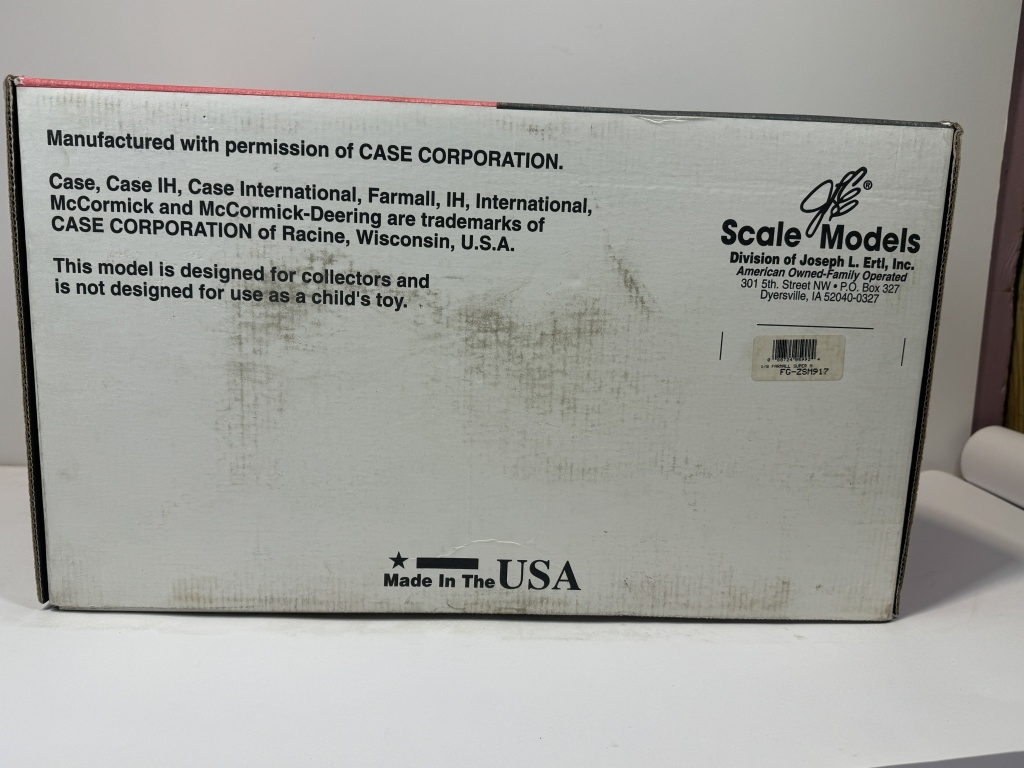 Manufactured with permission of CASE CORPORATION.
Case, Case IH, Case International, Farmall, IH, International,
McCormick and McCormick-Deering are trademarks of
CASE CORPORATION of Racine, Wisconsin, U.S.A.
This model is designed for collectors and
is not designed for use as a child's toy.
JLE®
Scale Models
Division of Joseph L. Ertl, Inc.
American Owned-Family Operated
301 5th. Street NW • P.O. Box 327
Dyersville, IA 52040-0327
FARMALL SUPER M
FG-ZSM917
Made In The USA